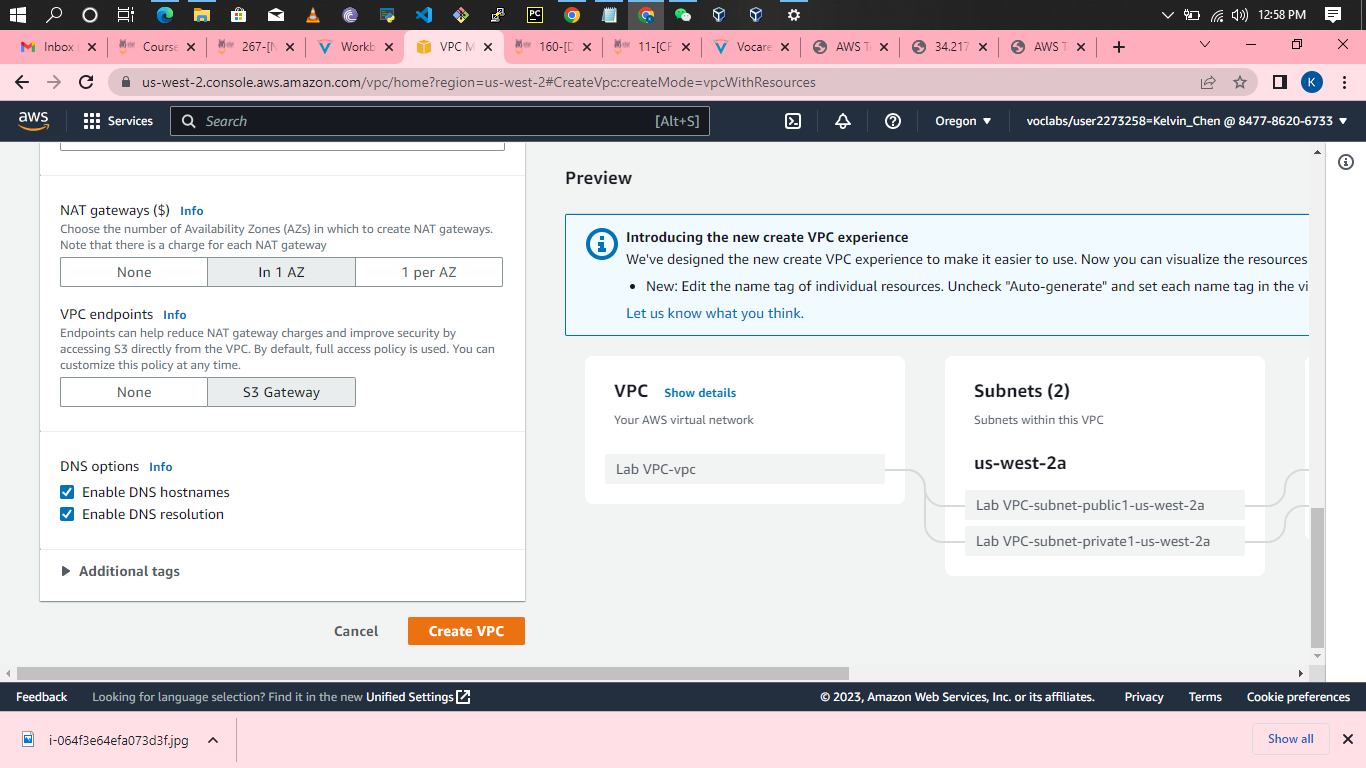 12:58 PM
Inbox
Course
267-[N
Workb
VPC M
160-[D
11-[CF
Vocare
AWS T
34.217
AWS T
us-west-2.console.aws.amazon.com/vpc/home?region=us-west-2#CreateVpc:createMode=vpcWithResources
K
aws
Services
Search
[Alt+S]
Oregon
voclabs/user2273258=Kelvin_Chen @ 8477-8620-6733
NAT gateways ($) Info
Choose the number of Availability Zones (AZs) in which to create NAT gateways.
Note that there is a charge for each NAT gateway
None
In 1 AZ
1 per AZ
VPC endpoints Info
Endpoints can help reduce NAT gateway charges and improve security by
accessing S3 directly from the VPC. By default, full access policy is used. You can
customize this policy at any time.
None
S3 Gateway
DNS options Info
Enable DNS hostnames
Enable DNS resolution
Additional tags
Cancel
Create VPC
Preview
Introducing the new create VPC experience
We've designed the new create VPC experience to make it easier to use. Now you can visualize the resources
• New: Edit the name tag of individual resources. Uncheck "Auto-generate" and set each name tag in the vi
Let us know what you think.
VPC Show details
Your AWS virtual network
Lab VPC-vpc
Subnets (2)
Subnets within this VPC
us-west-2a
Lab VPC-subnet-public1-us-west-2a
Lab VPC-subnet-private1-us-west-2a
Feedback
Looking for language selection? Find it in the new Unified Settings
© 2023, Amazon Web Services, Inc. or its affiliates.
Privacy
Terms
Cookie preferences
i-064f3e64efa073d3f.jpg
Show all